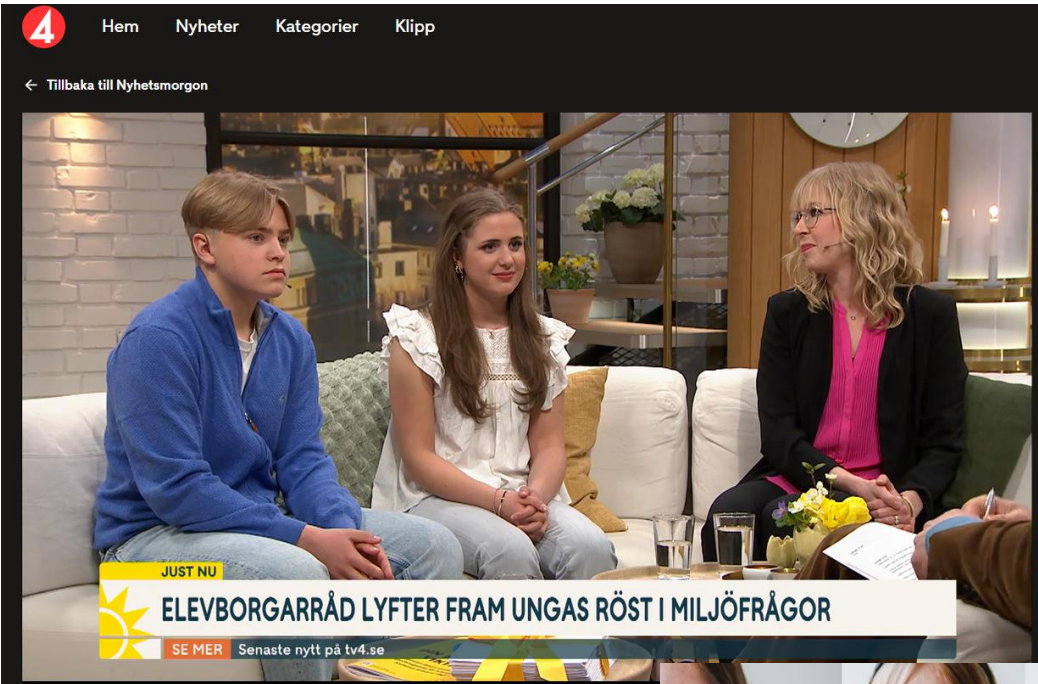 4
Hem Nyheter Kategorier Klipp
← Tillbaka till Nyhetsmorgon
JUST NU
ELEVBORGARRÅD LYFTER FRAM UNGAS RÖST I MILJÖFRÅGOR
SE MER Senaste nytt på tv4.se